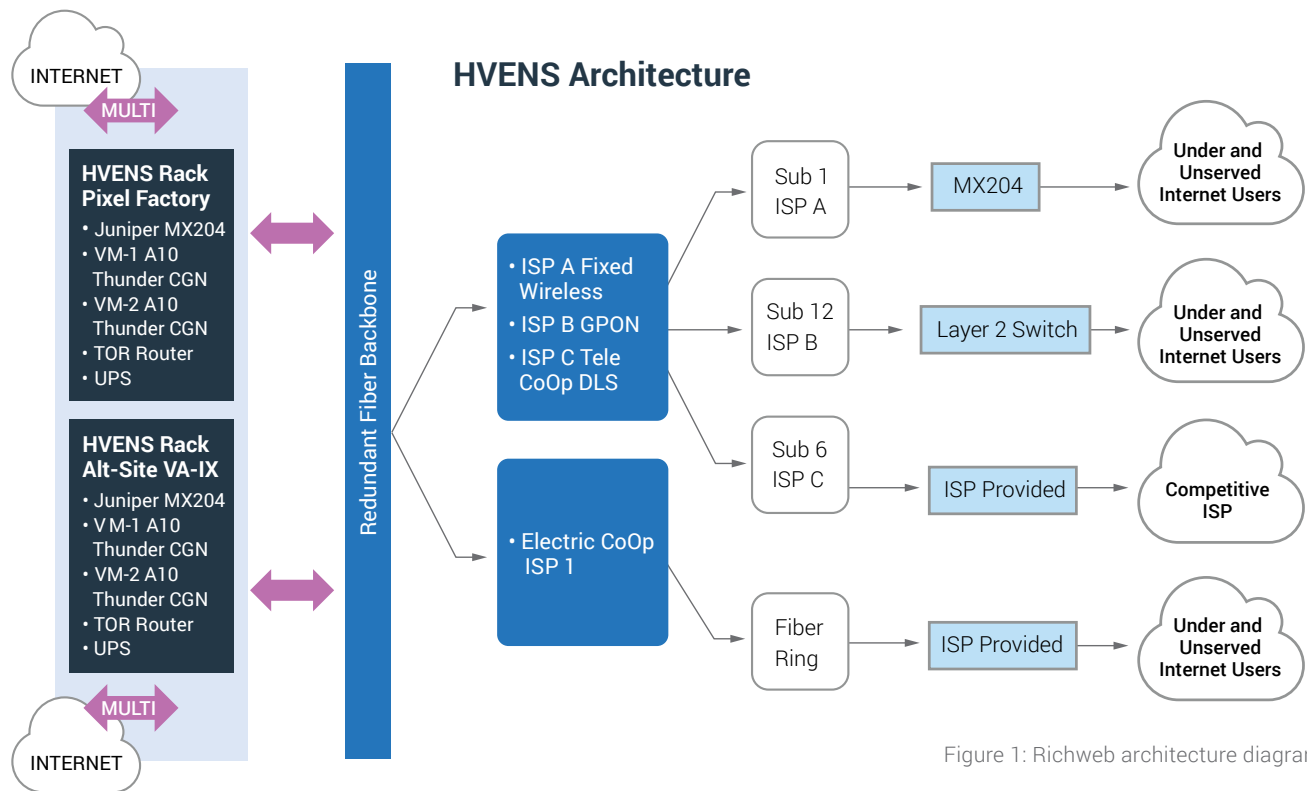 INTERNET
MULTI
HVENS Rack
Pixel Factory
• Juniper MX204
• VM-1 A10
Thunder CGN
• VM-2 A10
Thunder CGN
• TOR Router
• UPS
HVENS Rack
Alt-Site VA-IX
• Juniper MX204
• V M-1 A10
Thunder CGN
• VM-2 A10
Thunder CGN
• TOR Router
• UPS
MULTI
INTERNET
Redundant Fiber Backbone
HVENS Architecture
• ISP A Fixed
Wireless
• ISP B GPON
• ISP C Tele
CoOp DLS
• Electric CoOp
ISP 1
Sub 1
ISP A
MX204
Under and
Unserved
Internet Users
Sub 12
ISP B
Layer 2 Switch
Under and
Unserved
Internet Users
Sub 6
ISP C
ISP Provided
Competitive
ISP
Fiber
Ring
ISP Provided
Under and
Unserved
Internet Users
Figure 1: Richweb architecture diagram